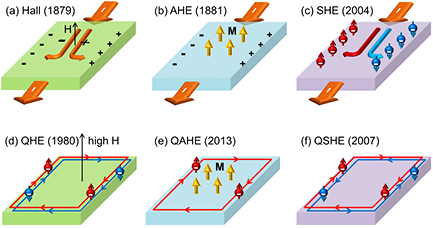 (a) Hall (1879)
H
(b) AHE (1881)
M
(c) SHE (2004)
(d) QHE (1980)
high H
(e) QAHE (2013)
M
(f) QSHE (2007)